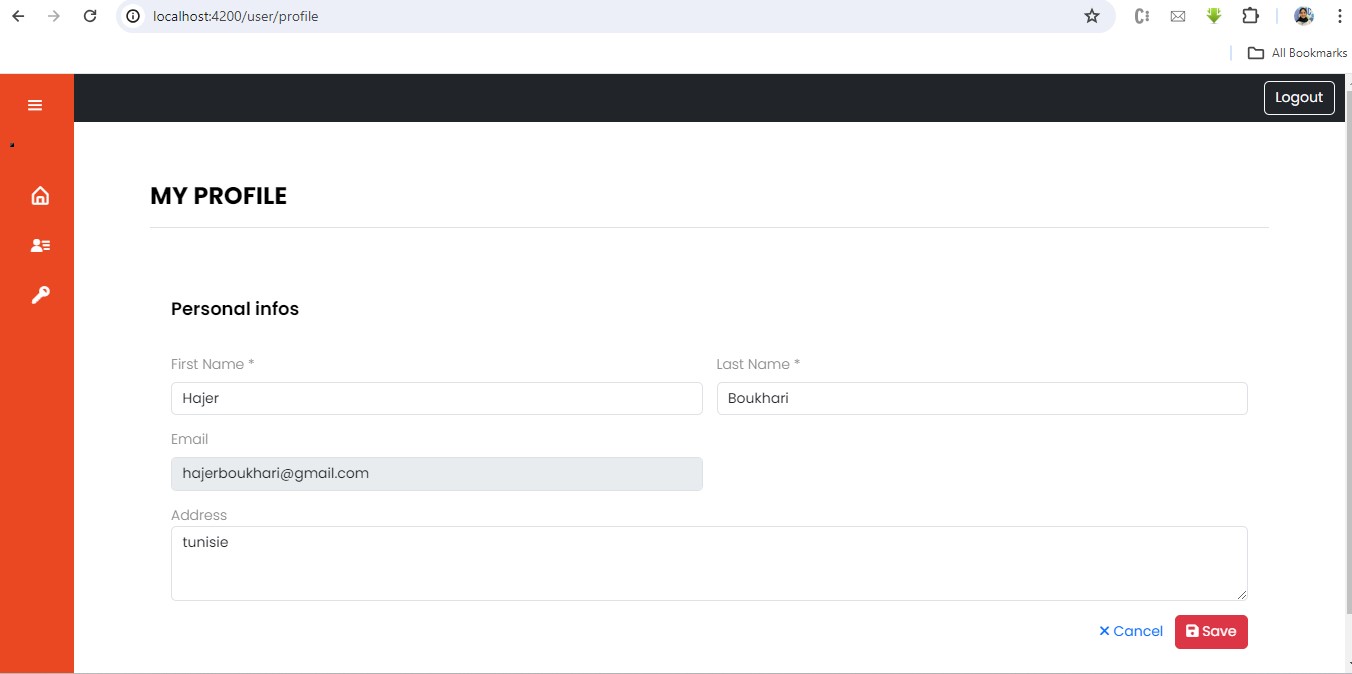 localhost:4200/user/profile
All Bookmarks
Logout
MY PROFILE
Personal infos
First Name * Last Name *
Hajer Boukhari
Email
hajerboukhari@gmail.com
Address
tunisie
Cancel Save